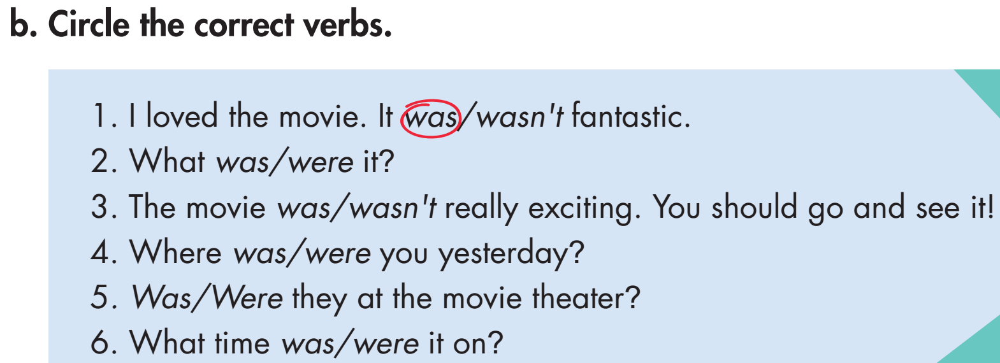 b. Circle the correct verbs.
1. I loved the movie. It was/wasn't fantastic.
2. What was/were it?
3. The movie was/wasn't really exciting. You should go and see it!
4. Where was/were you yesterday?
5. Was/Were they at the movie theater?
6. What time was/were it on?